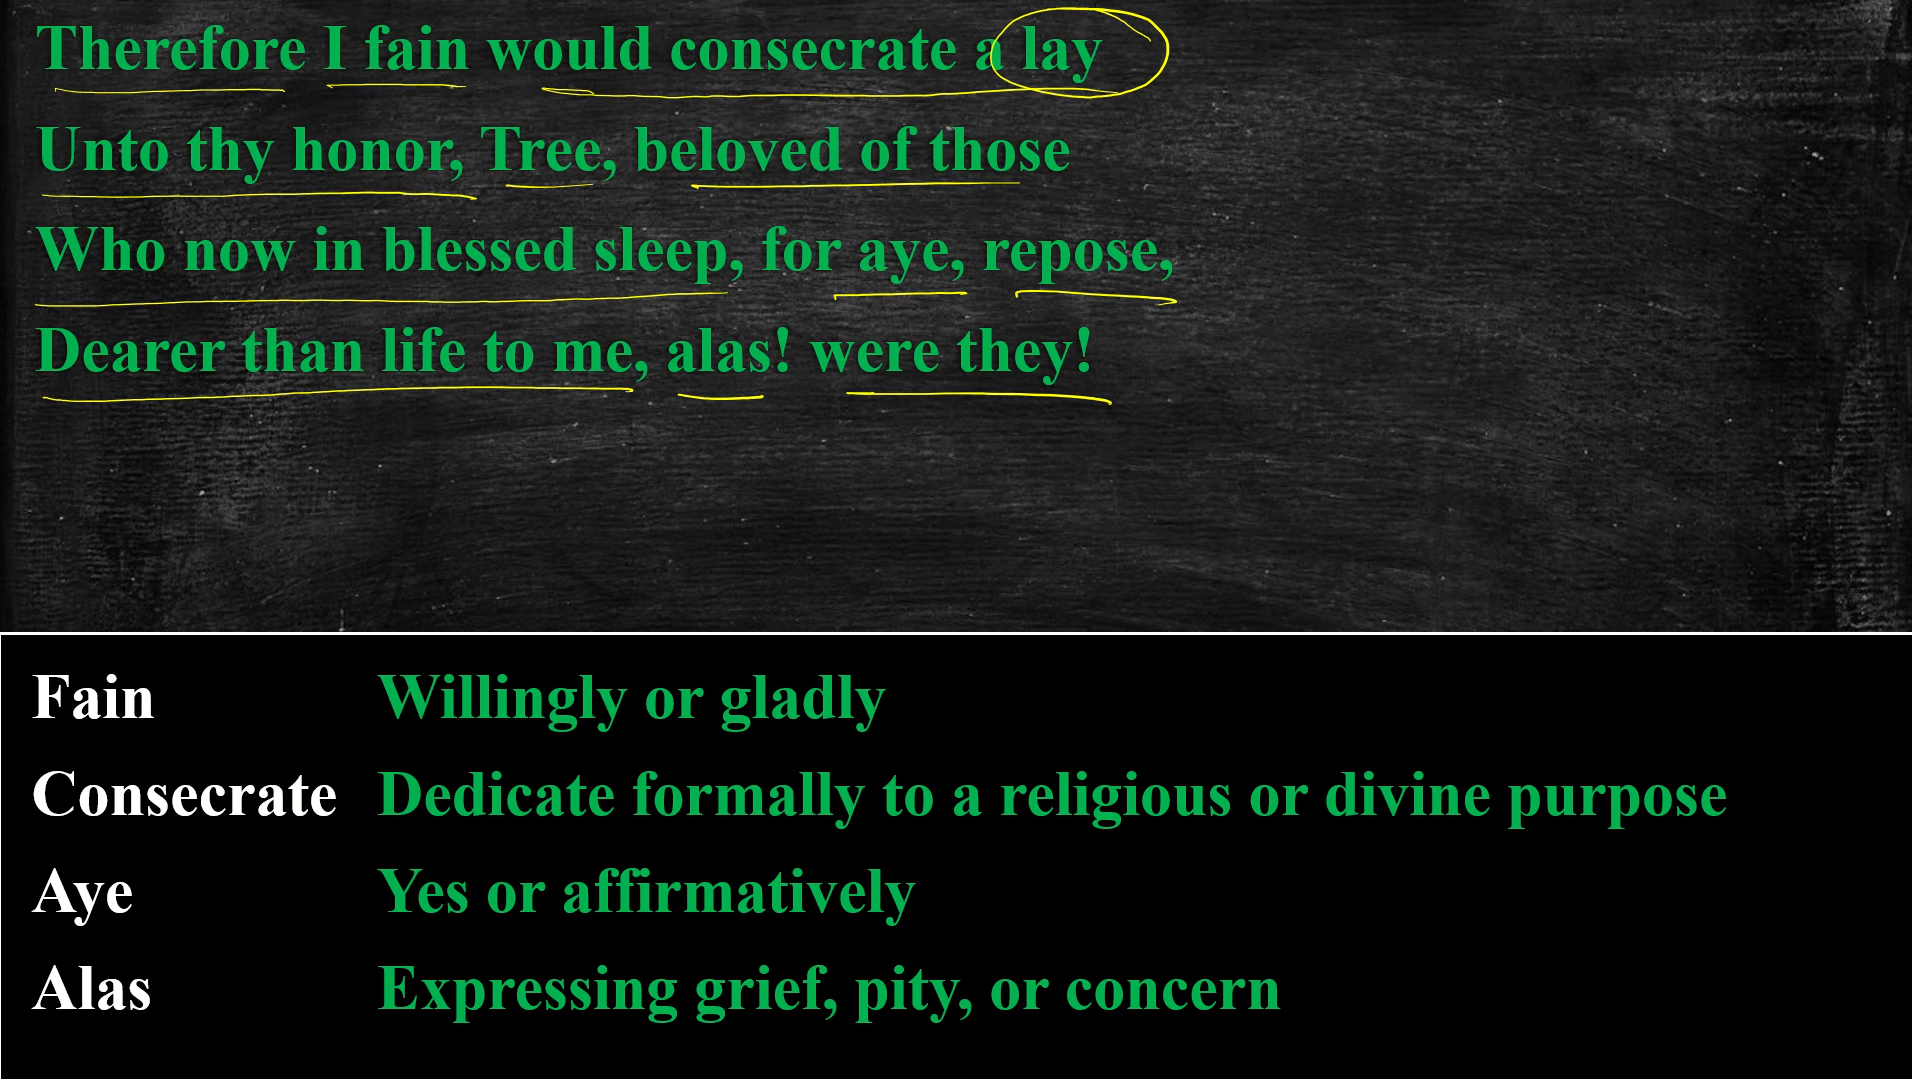 Therefore I fain would consecrate a lay
Unto thy honor, Tree, beloved of those
Who now in blessed sleep, for aye, repose,
Dearer than life to me, alas! were they!
Fain Willingly or gladly
Consecrate Dedicate formally to a religious or divine purpose
Aye Yes or affirmatively
Alas Expressing grief, pity, or concern